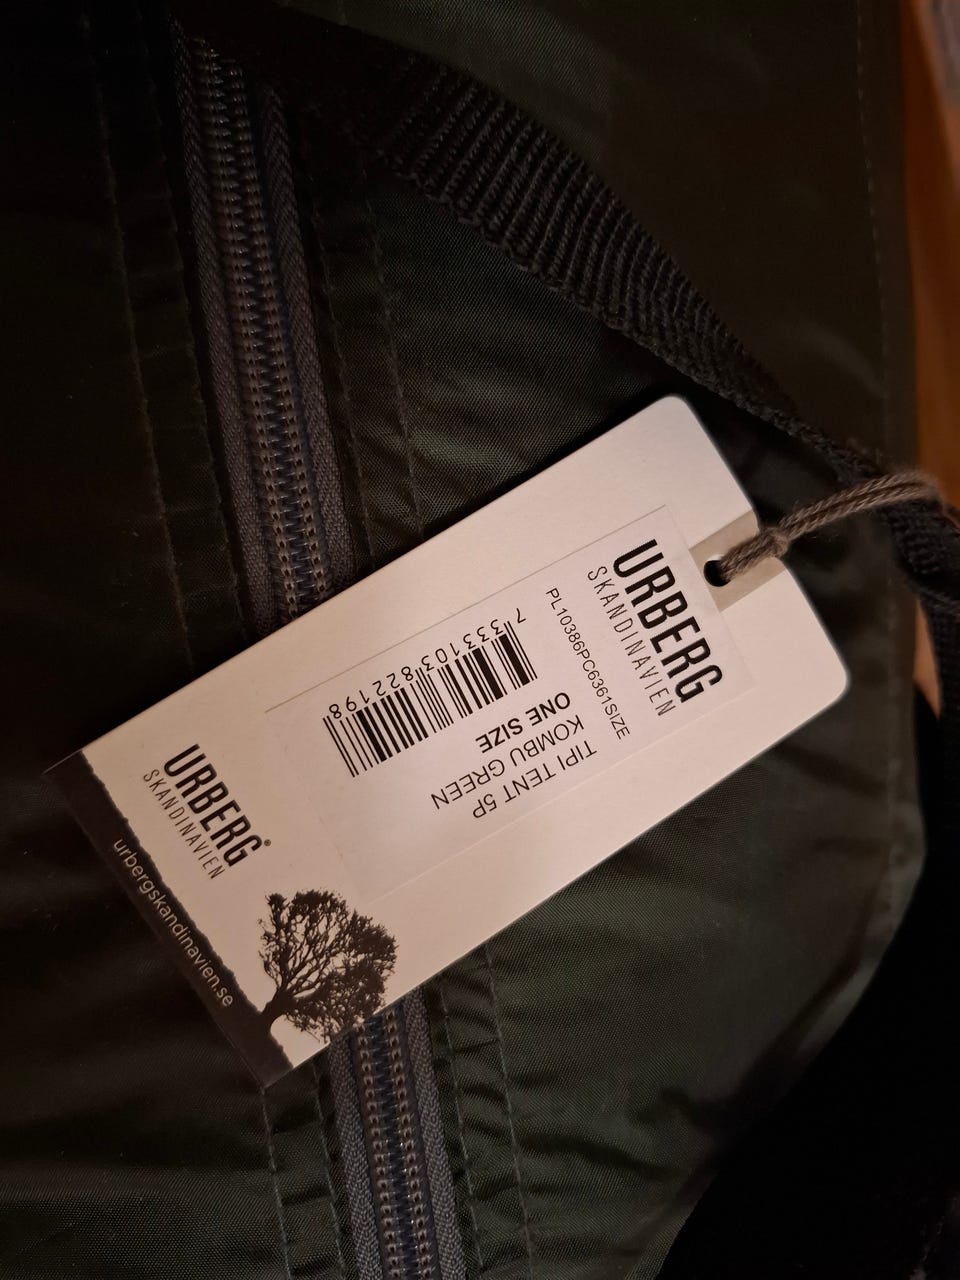 URBERG
SKANDINAVIEN
PL10386PC6361SIZE
TIPI TENT 5P
KOMBU GREEN
ONE SIZE
7 333103 822198
URBERG®
SKANDINAVIEN
urbergskandinavien.se